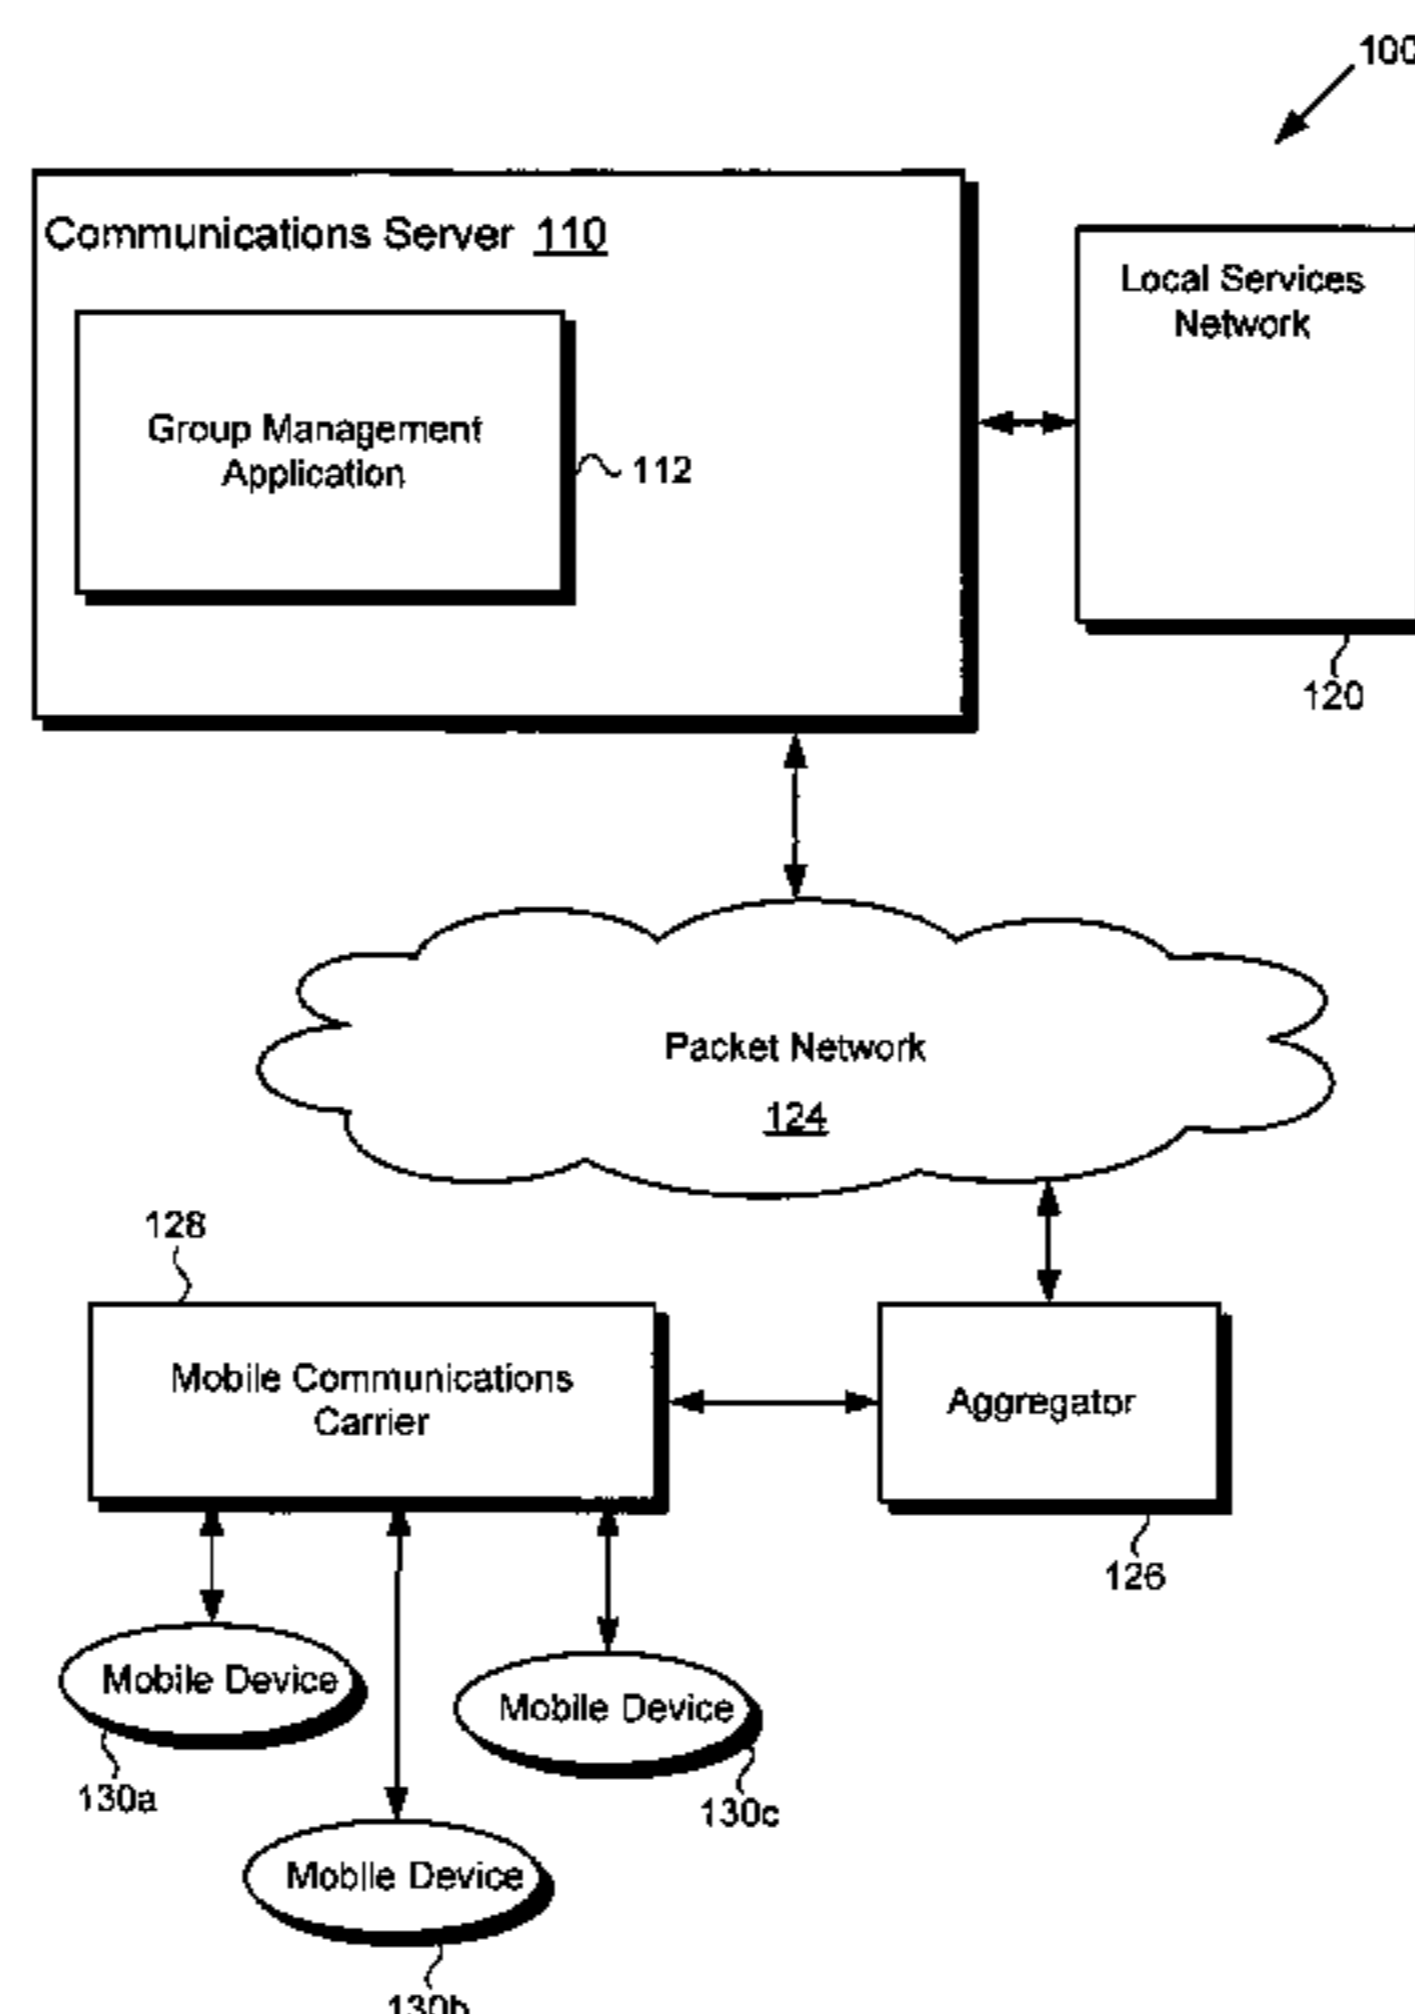 100
Communications Server 110
Local Services
Network
Group Management
Application
112
120
Packet Network
124
128
Mobile Communications
Carrier
Aggregator
126
Mobile Device
Mobile Device
130a
130c
Mobile Device
130b